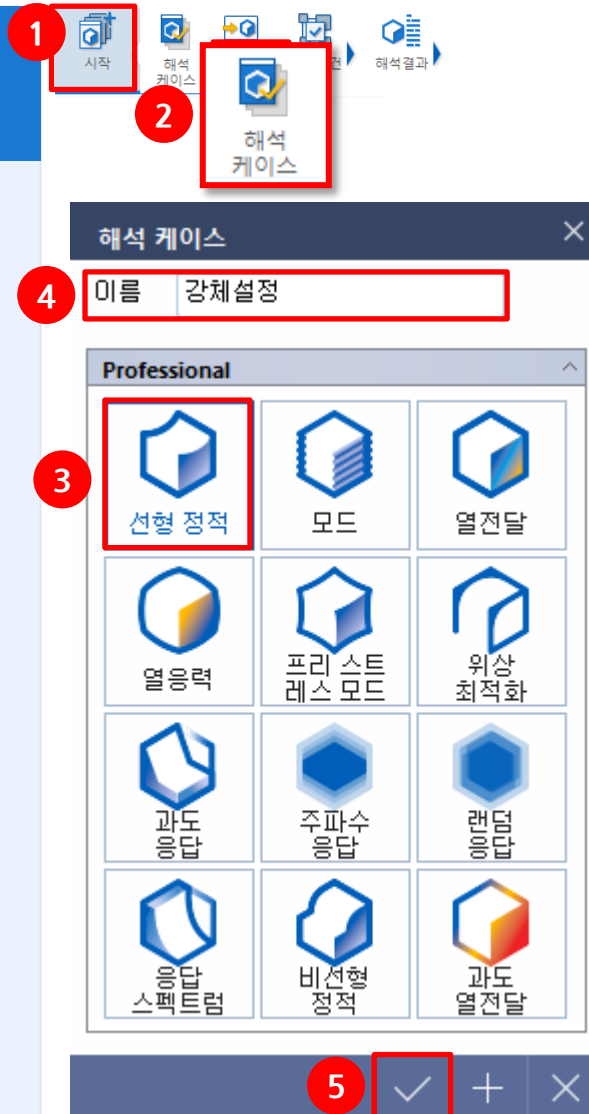 1
시작
해석
케이스
건
해석결과
2
해석
케이스
해석 케이스
4
이름 강체설정
Professional
3
선형 정적
모드
열전달
열응력
프리 스트
레스 모드
위상
최적화
과도
응답
주파수
응답
랜덤
응답
응답
스펙트럼
비선형
정적
과도
열전달
5